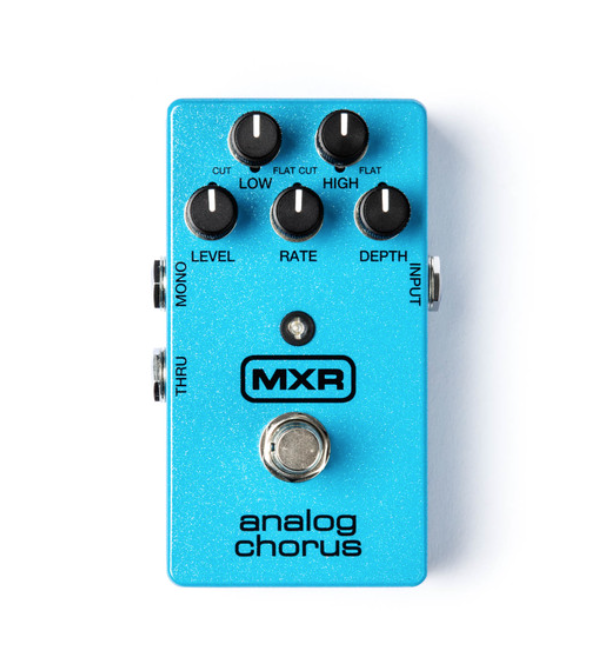 CUT FLAT CUT FLAT
LOW HIGH
LEVEL RATE DEPTH
MONO
INPUT
THRU
MXR
analog
chorus